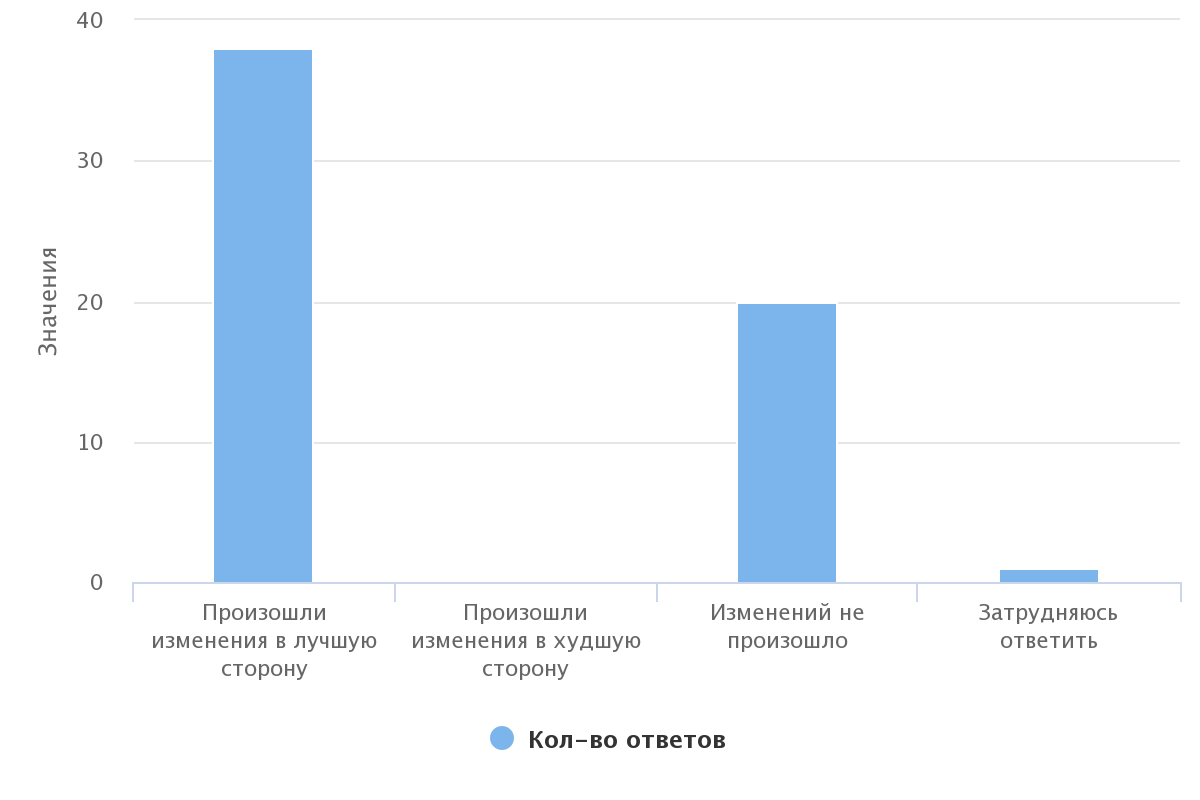 40
30
20
10
0
Значения
Произошли
изменения в лучшую
сторону
Произошли
изменения в худшую
сторону
Изменений не
произошло
Затрудняюсь
ответить
Кол-во ответов